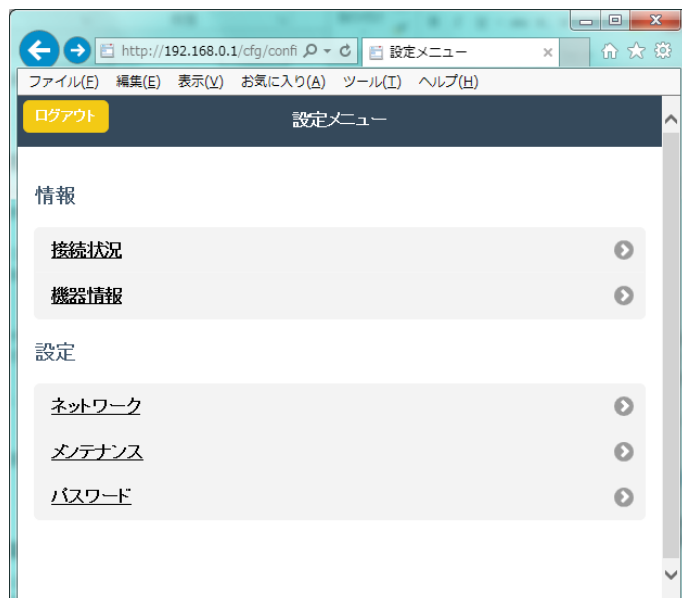 http://192.168.0.1/cfg/confi
設定メニュー
ファイル(F) 編集(E) 表示(V) お気に入り(A) ツール(T) ヘルプ(H)
ログアウト
設定メニュー
情報
接続状況
機器情報
設定
ネットワーク
メンテナンス
パスワード